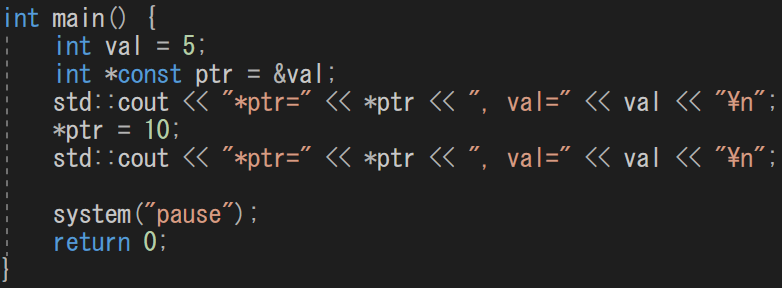 int main() {
    int val = 5;
    int *const ptr = &val;
    std::cout << "*ptr=" << *ptr << ", val=" << val << "¥n";
    *ptr = 10;
    std::cout << "*ptr=" << *ptr << ", val=" << val << "¥n";
    system("pause");
    return 0;
}